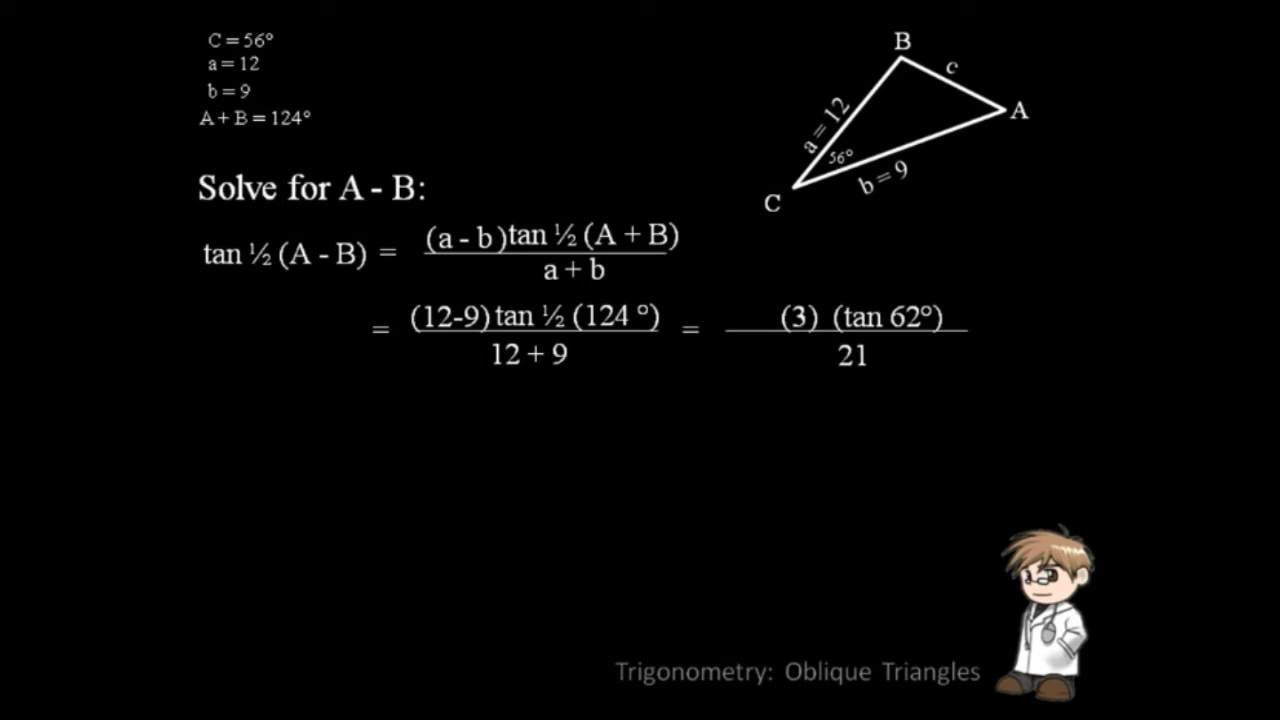 C = 56°
a = 12
b = 9
A + B = 124°
B
c
A
a = 12
56°
b = 9
C
Solve for A - B:
tan ½ (A - B) = (a - b)tan ½ (A + B)
a + b
= (12-9) tan ½ (124 °) = (3) (tan 62°)
12 + 9 21
Trigonometry: Oblique Triangles